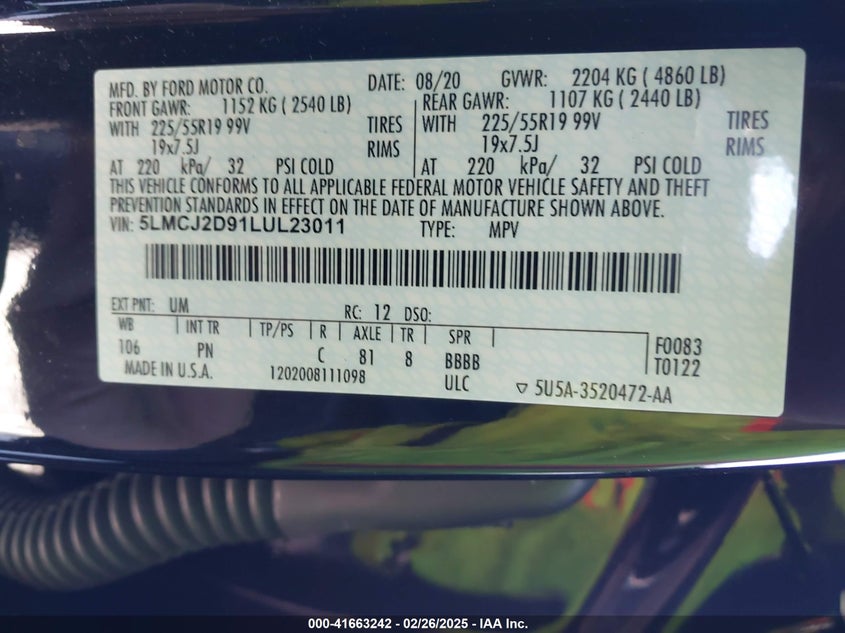 MFD. BY FORD MOTOR CO. DATE: 08/20 GVWR: 2204 KG ( 4860 LB)
FRONT GAWR: 1152 KG ( 2540 LB) REAR GAWR: 1107 KG ( 2440 LB)
WITH 225/55R19 99V TIRES WITH 225/55R19 99V TIRES
19x7.5J RIMS 19x7.5J RIMS
AT 220 kPa/ 32 PSI COLD AT 220 kPa/ 32 PSI COLD
THIS VEHICLE CONFORMS TO ALL APPLICABLE FEDERAL MOTOR VEHICLE SAFETY AND THEFT
PREVENTION STANDARDS IN EFFECT ON THE DATE OF MANUFACTURE SHOWN ABOVE.
VIN: 5LMCJ2D91LUL23011 TYPE: MPV
EXT PNT: UM RC: 12 DSO:
WB INT TR TP/PS R AXLE TR SPR
106 PN C 81 8 BBBB F0083
MADE IN U.S.A. 1202008111098 ULC T0122
5U5A-3520472-AA
000-41663242 - 02/26/2025 - IAA Inc.